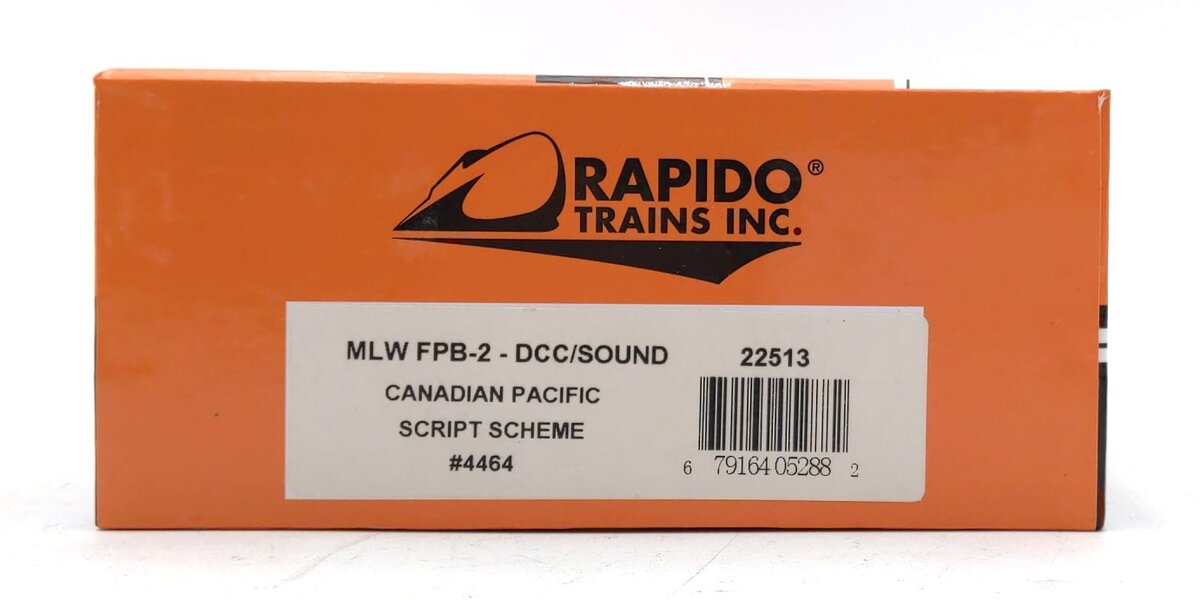 RAPIDO®
TRAINS INC.
MLW FPB-2 - DCC/SOUND
22513
CANADIAN PACIFIC
SCRIPT SCHEME
#4464
6 79164 05288 2